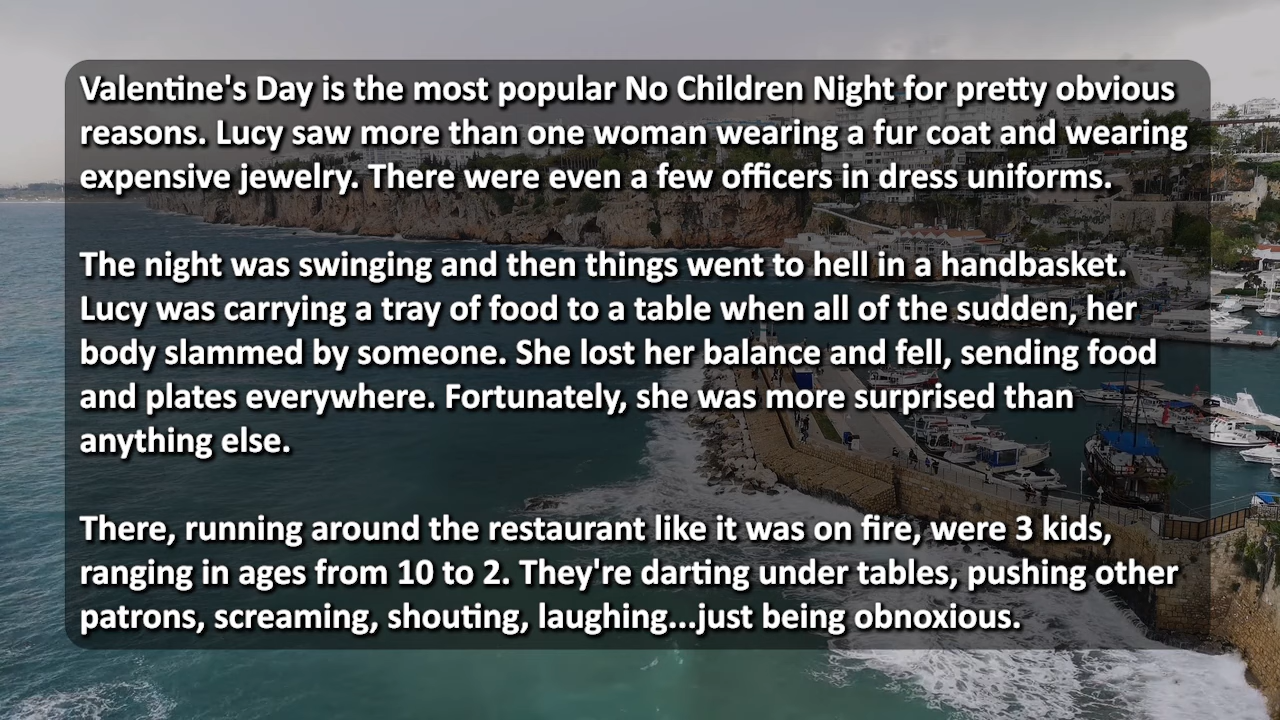 Valentine's Day is the most popular No Children Night for pretty obvious
reasons. Lucy saw more than one woman wearing a fur coat and wearing
expensive jewelry. There were even a few officers in dress uniforms.
The night was swinging and then things went to hell in a handbasket.
Lucy was carrying a tray of food to a table when all of the sudden, her
body slammed by someone. She lost her balance and fell, sending food
and plates everywhere. Fortunately, she was more surprised than
anything else.
There, running around the restaurant like it was on fire, were 3 kids,
ranging in ages from 10 to 2. They're darting under tables, pushing other
patrons, screaming, shouting, laughing...just being obnoxious.